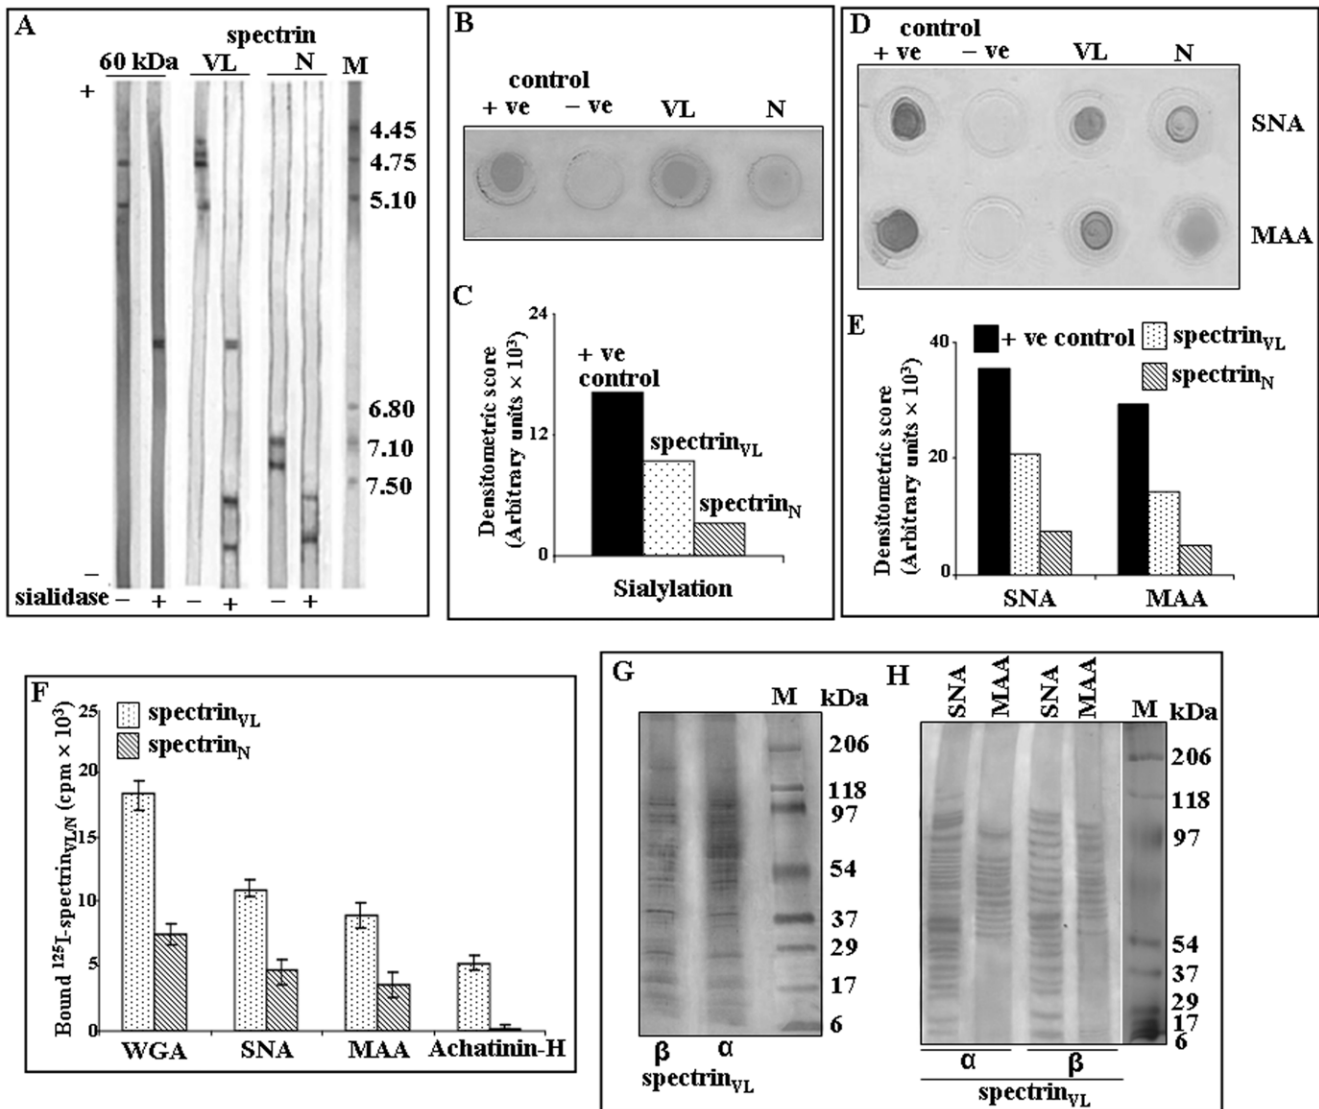 A
spectrin
60 kDa VL N M
+
4.45
4.75
5.10
6.80
7.10
7.50
–
sialidase – + – + – +
B
control
+ ve – ve VL N
C
Densitometric score
(Arbitrary units × 10³)
24
12
0
+ ve
control
spectrinVL
spectrinN
Sialylation
D
control
+ ve – ve VL N
SNA
MAA
E
Densitometric score
(Arbitrary units × 10³)
40
20
0
+ ve control
spectrinVL
spectrinN
SNA MAA
F
Bound ¹²⁵I-spectrinVL/N (cpm × 10³)
25
20
15
10
5
0
spectrinVL
spectrinN
WGA SNA MAA Achatinin-H
G
M kDa
206
118
97
54
37
29
17
6
β α
spectrinVL
H
SNA MAA SNA MAA M kDa
206
118
97
54
37
29
17
6
α β
spectrinVL